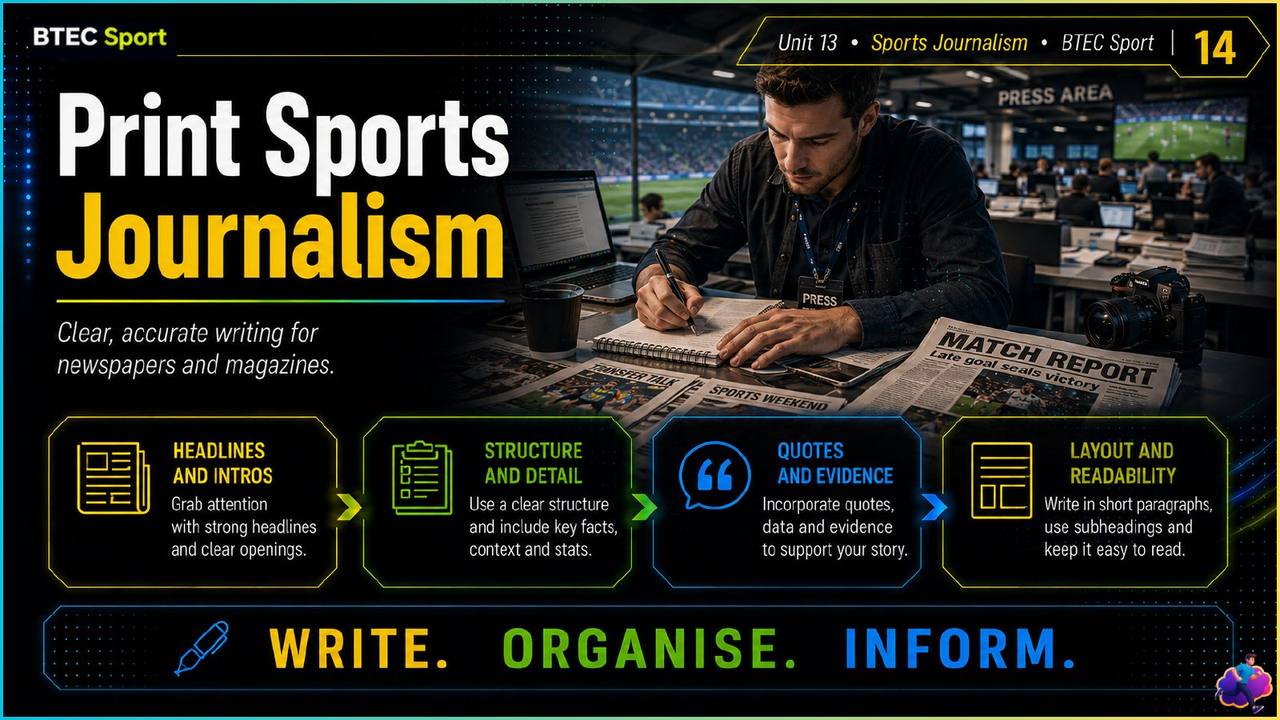 BTEC Sport
Unit 13 • Sports Journalism • BTEC Sport | 14
Print Sports
Journalism
Clear, accurate writing for
newspapers and magazines.
PRESS AREA
PRESS
MATCH REPORT
Late goal seals victory
TRANSFER TALK
SPORTS WEEKEND
HEADLINES
AND INTROS
Grab attention
with strong headlines
and clear openings.
STRUCTURE
AND DETAIL
Use a clear structure
and include key facts,
context and stats.
QUOTES
AND EVIDENCE
Incorporate quotes,
data and evidence
to support your story.
LAYOUT AND
READABILITY
Write in short paragraphs,
use subheadings and
keep it easy to read.
WRITE. ORGANISE. INFORM.